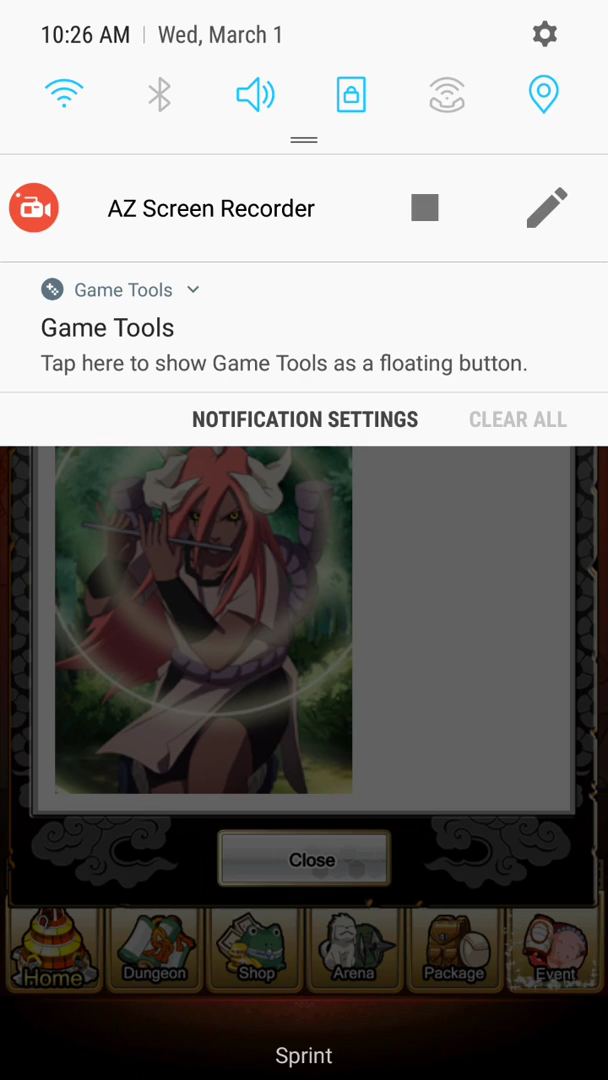 10:26 AM | Wed, March 1
AZ Screen Recorder
Game Tools
Game Tools
Tap here to show Game Tools as a floating button.
NOTIFICATION SETTINGS CLEAR ALL
Close
Home Dungeon Shop Arena Package Event
Sprint